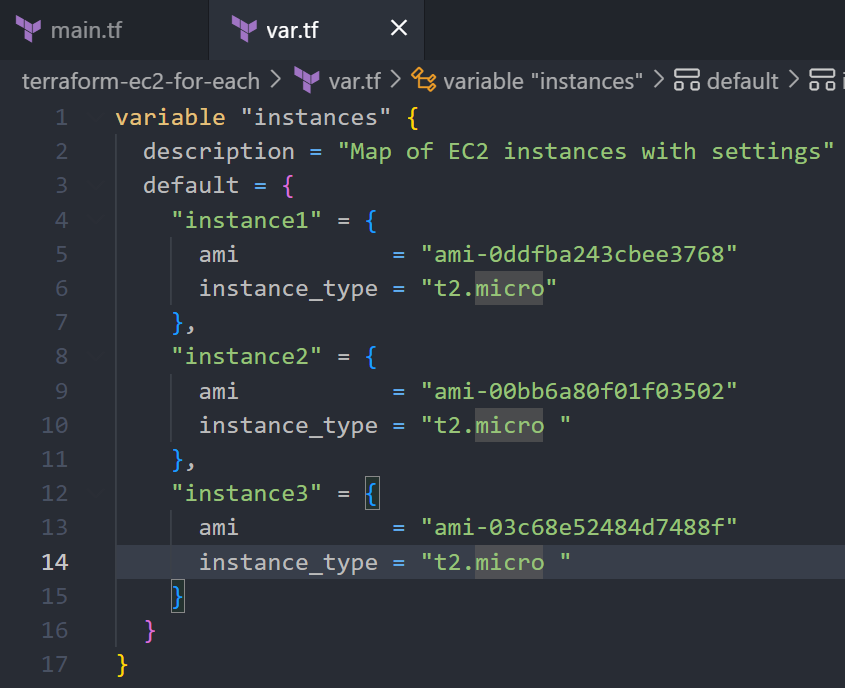 main.tf var.tf
terraform-ec2-for-each > var.tf > variable "instances" > default >
1 variable "instances" {
2   description = "Map of EC2 instances with settings"
3   default = {
4     "instance1" = {
5       ami           = "ami-0ddfba243cbee3768"
6       instance_type = "t2.micro"
7     },
8     "instance2" = {
9       ami           = "ami-00bb6a80f01f03502"
10       instance_type = "t2.micro "
11     },
12     "instance3" = {
13       ami           = "ami-03c68e52484d7488f"
14       instance_type = "t2.micro "
15     }
16   }
17 }